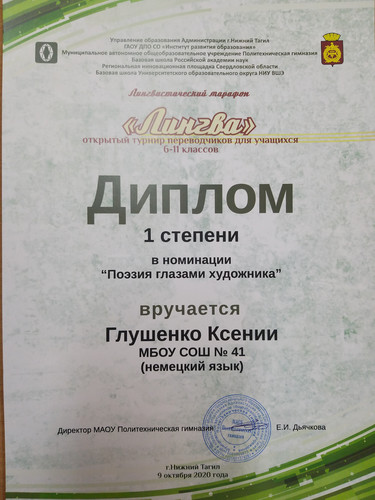 Управление образования Администрации г.Нижний Тагил
ГАОУ ДПО СО «Институт развития образования»
Муниципальное автономное общеобразовательное учреждение Политехническая гимназия
Базовая школа Российской академии наук
Региональная инновационная площадка Свердловской области
Базовая школа Университетского образовательного округа НИУ ВШЭ
Лингвистический марафон
«Лингва»
открытый турнир переводчиков для учащихся
6-11 классов
Диплом
1 степени
в номинации
“Поэзия глазами художника”
вручается
Глушенко Ксении
МБОУ СОШ № 41
(немецкий язык)
Директор МАОУ Политехническая гимназия Е.И. Дьячкова
г.Нижний Тагил
9 октября 2020 года